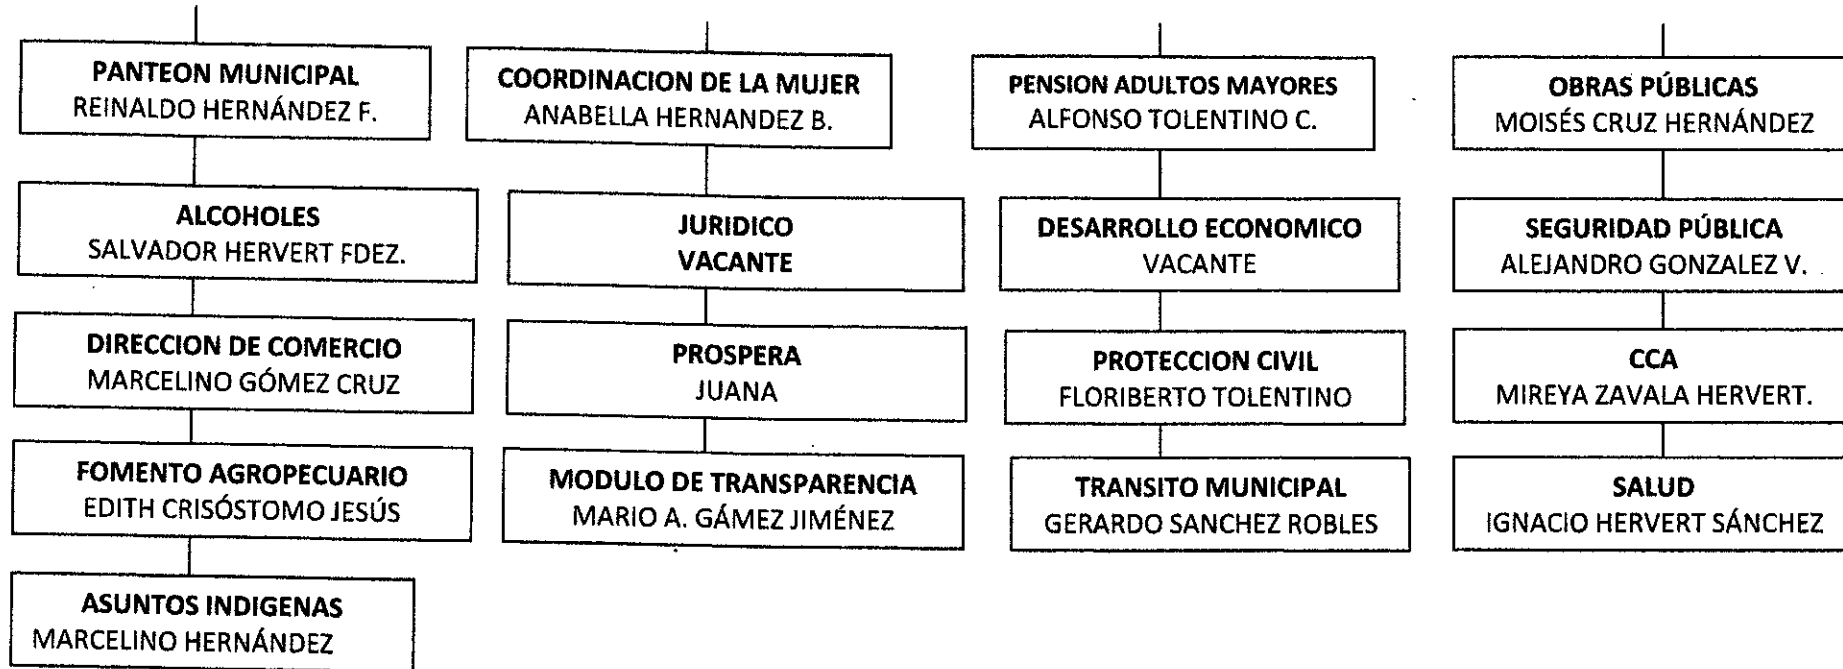 PANTEON MUNICIPAL
REINALDO HERNÁNDEZ F.
ALCOHOLES
SALVADOR HERVERT FDEZ.
DIRECCION DE COMERCIO
MARCELINO GÓMEZ CRUZ
FOMENTO AGROPECUARIO
EDITH CRISÓSTOMO JESÚS
ASUNTOS INDIGENAS
MARCELINO HERNÁNDEZ
COORDINACION DE LA MUJER
ANABELLA HERNANDEZ B.
JURIDICO
VACANTE
PROSPERA
JUANA
MODULO DE TRANSPARENCIA
MARIO A. GÁMEZ JIMÉNEZ
PENSION ADULTOS MAYORES
ALFONSO TOLENTINO C.
DESARROLLO ECONOMICO
VACANTE
PROTECCION CIVIL
FLORIBERTO TOLENTINO
TRANSITO MUNICIPAL
GERARDO SANCHEZ ROBLES
OBRAS PÚBLICAS
MOISÉS CRUZ HERNÁNDEZ
SEGURIDAD PÚBLICA
ALEJANDRO GONZALEZ V.
CCA
MIREYA ZAVALA HERVERT.
SALUD
IGNACIO HERVERT SÁNCHEZ